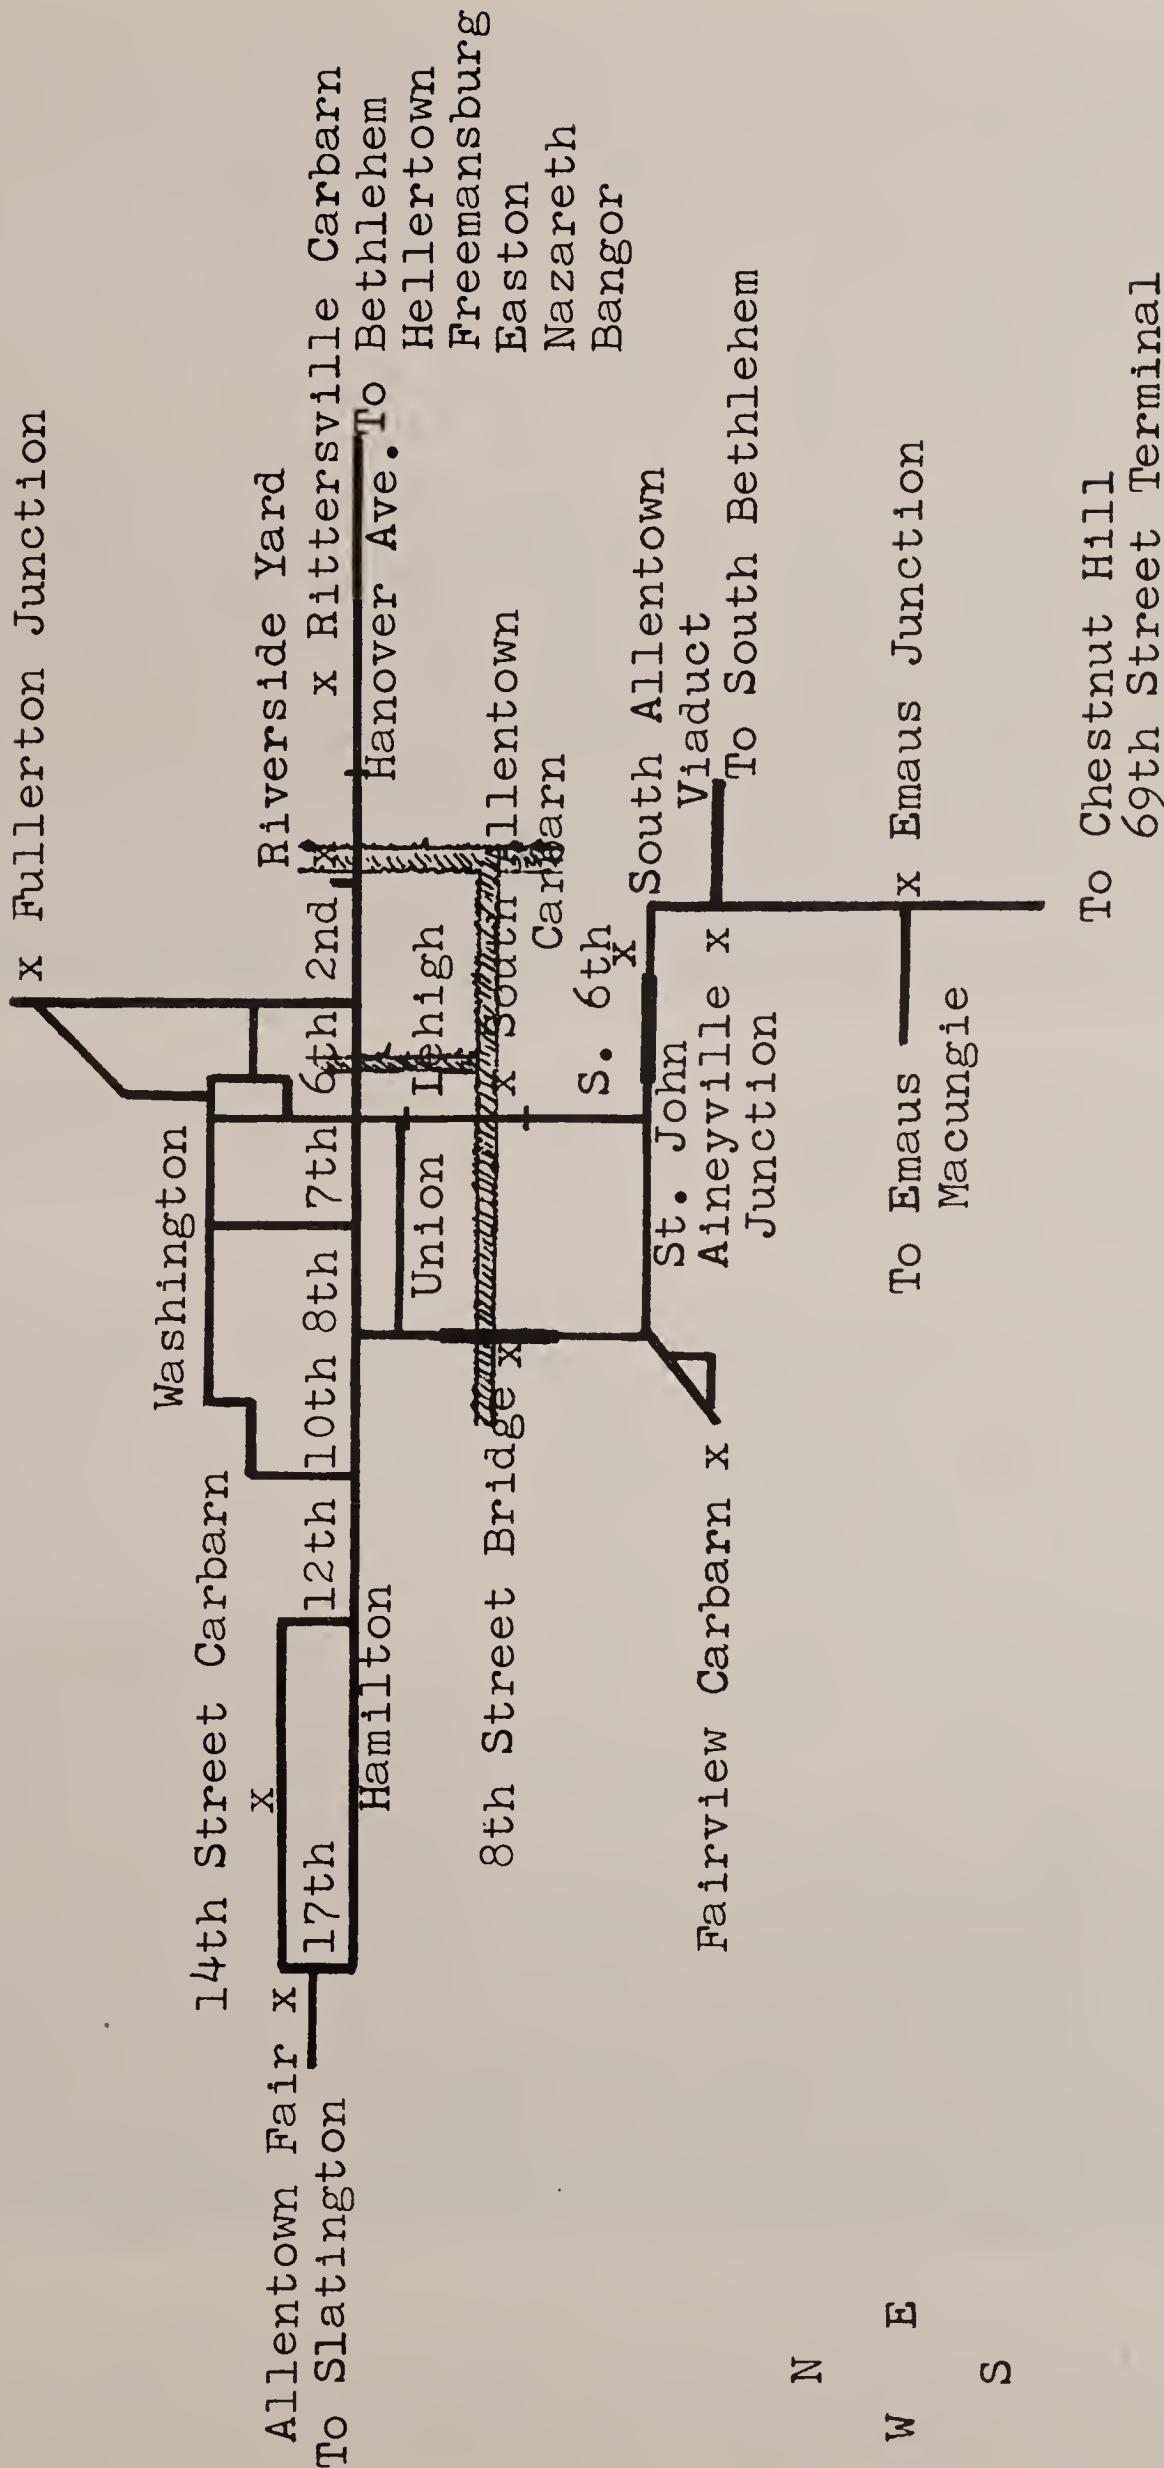 x Fullerton Junction
Washington
14th Street Carbarn
x
Riverside Yard
x
Allentown Fair x
To Slatington
17th
12th
10th
8th
7th
6th
2nd
x Rittersville Carbarn
Hamilton
Hanover Ave.
To Bethlehem
Hellertown
Freemansburg
Easton
Nazareth
Bangor
Union
Lehigh
8th Street Bridge x
x South Allentown
Carbarn
S. 6th
x
South Allentown
Viaduct
St. John
Aineyville x
Junction
To South Bethlehem
Fairview Carbarn x
To Emaus
Macungie
x Emaus Junction
To Chestnut Hill
69th Street Terminal
N
W E
S